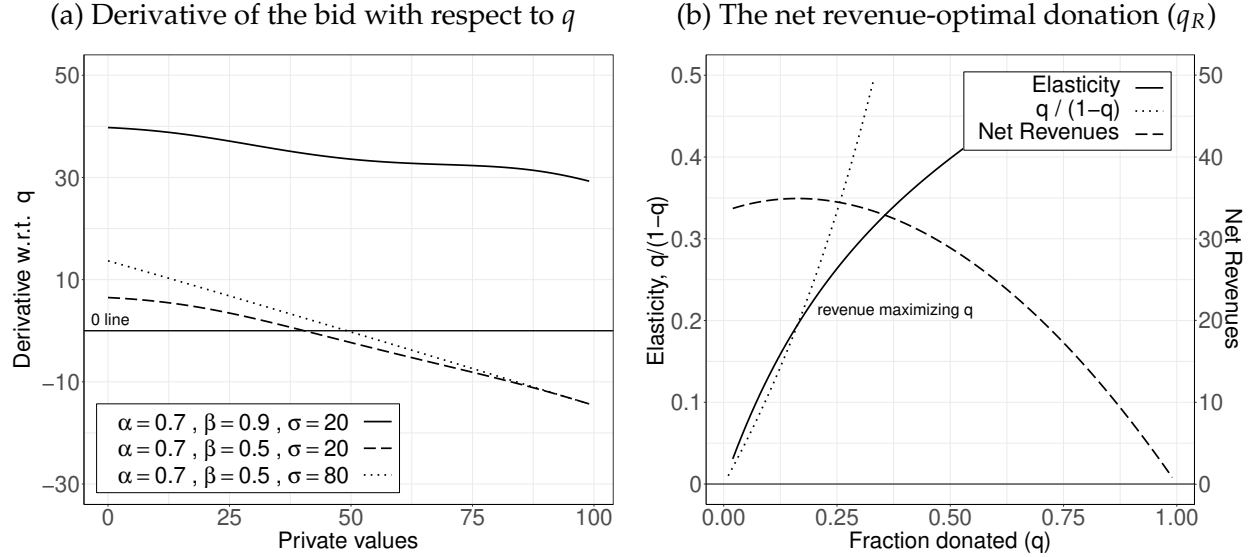 (a) Derivative of the bid with respect to q
Derivative w.r.t. q
50
30
10
−10
−30
0 line
α = 0.7 , β = 0.9 , σ = 20
α = 0.7 , β = 0.5 , σ = 20
α = 0.7 , β = 0.5 , σ = 80
0 25 50 75 100
Private values
(b) The net revenue-optimal donation (qR)
Elasticity, q/(1−q)
0.5
0.4
0.3
0.2
0.1
0
Elasticity
q / (1−q)
Net Revenues
revenue maximizing q
50
40
30
20
10
0
Net Revenues
0.00 0.25 0.50 0.75 1.00
Fraction donated (q)